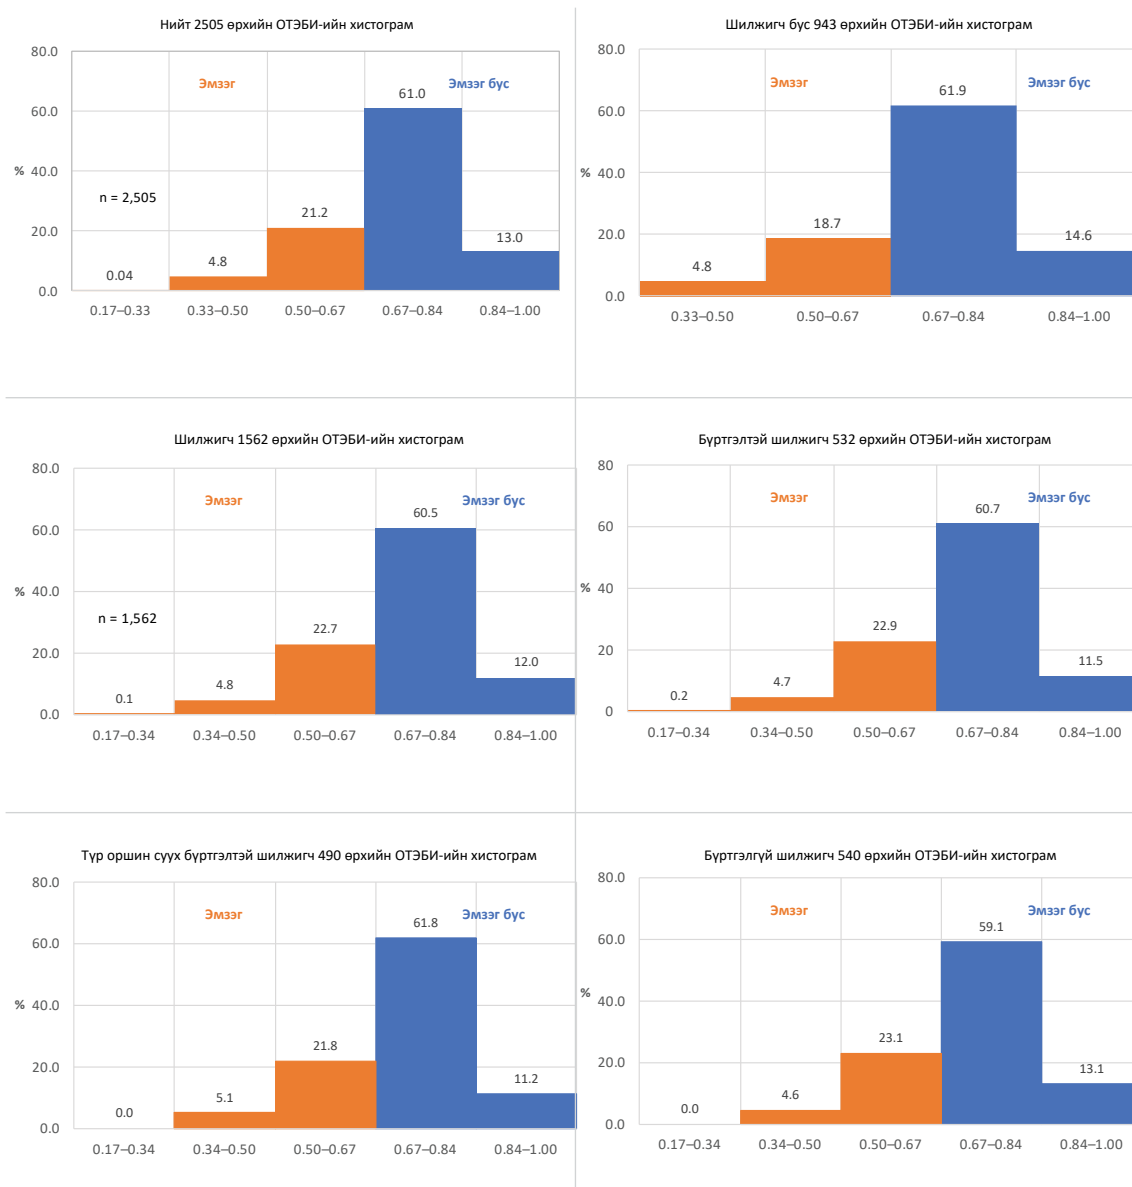 Нийт 2505 өрхийн ОТЭБИ-ийн хистограм
80.0
60.0
% 40.0
20.0
0.0
Эмзэг
Эмзэг бус
n = 2,505
0.04
4.8
21.2
61.0
13.0
0.17–0.33 0.33–0.50 0.50–0.67 0.67–0.84 0.84–1.00
Шилжигч бус 943 өрхийн ОТЭБИ-ийн хистограм
80.0
60.0
% 40.0
20.0
0.0
Эмзэг
Эмзэг бус
4.8
18.7
61.9
14.6
0.33–0.50 0.50–0.67 0.67–0.84 0.84–1.00
Шилжигч 1562 өрхийн ОТЭБИ-ийн хистограм
80.0
60.0
% 40.0
20.0
0.0
Эмзэг
Эмзэг бус
n = 1,562
0.1
4.8
22.7
60.5
12.0
0.17–0.34 0.34–0.50 0.50–0.67 0.67–0.84 0.84–1.00
Бүртгэлтэй шилжигч 532 өрхийн ОТЭБИ-ийн хистограм
80
60
% 40
20
0
Эмзэг
Эмзэг бус
0.2
4.7
22.9
60.7
11.5
0.17–0.34 0.34–0.50 0.50–0.67 0.67–0.84 0.84–1.00
Түр оршин суух бүртгэлтэй шилжигч 490 өрхийн ОТЭБИ-ийн хистограм
80.0
60.0
% 40.0
20.0
0.0
Эмзэг
Эмзэг бус
0.0
5.1
21.8
61.8
11.2
0.17–0.34 0.34–0.50 0.50–0.67 0.67–0.84 0.84–1.00
Бүртгэлгүй шилжигч 540 өрхийн ОТЭБИ-ийн хистограм
80.0
60.0
% 40.0
20.0
0.0
Эмзэг
Эмзэг бус
0.0
4.6
23.1
59.1
13.1
0.17–0.34 0.34–0.50 0.50–0.67 0.67–0.84 0.84–1.00